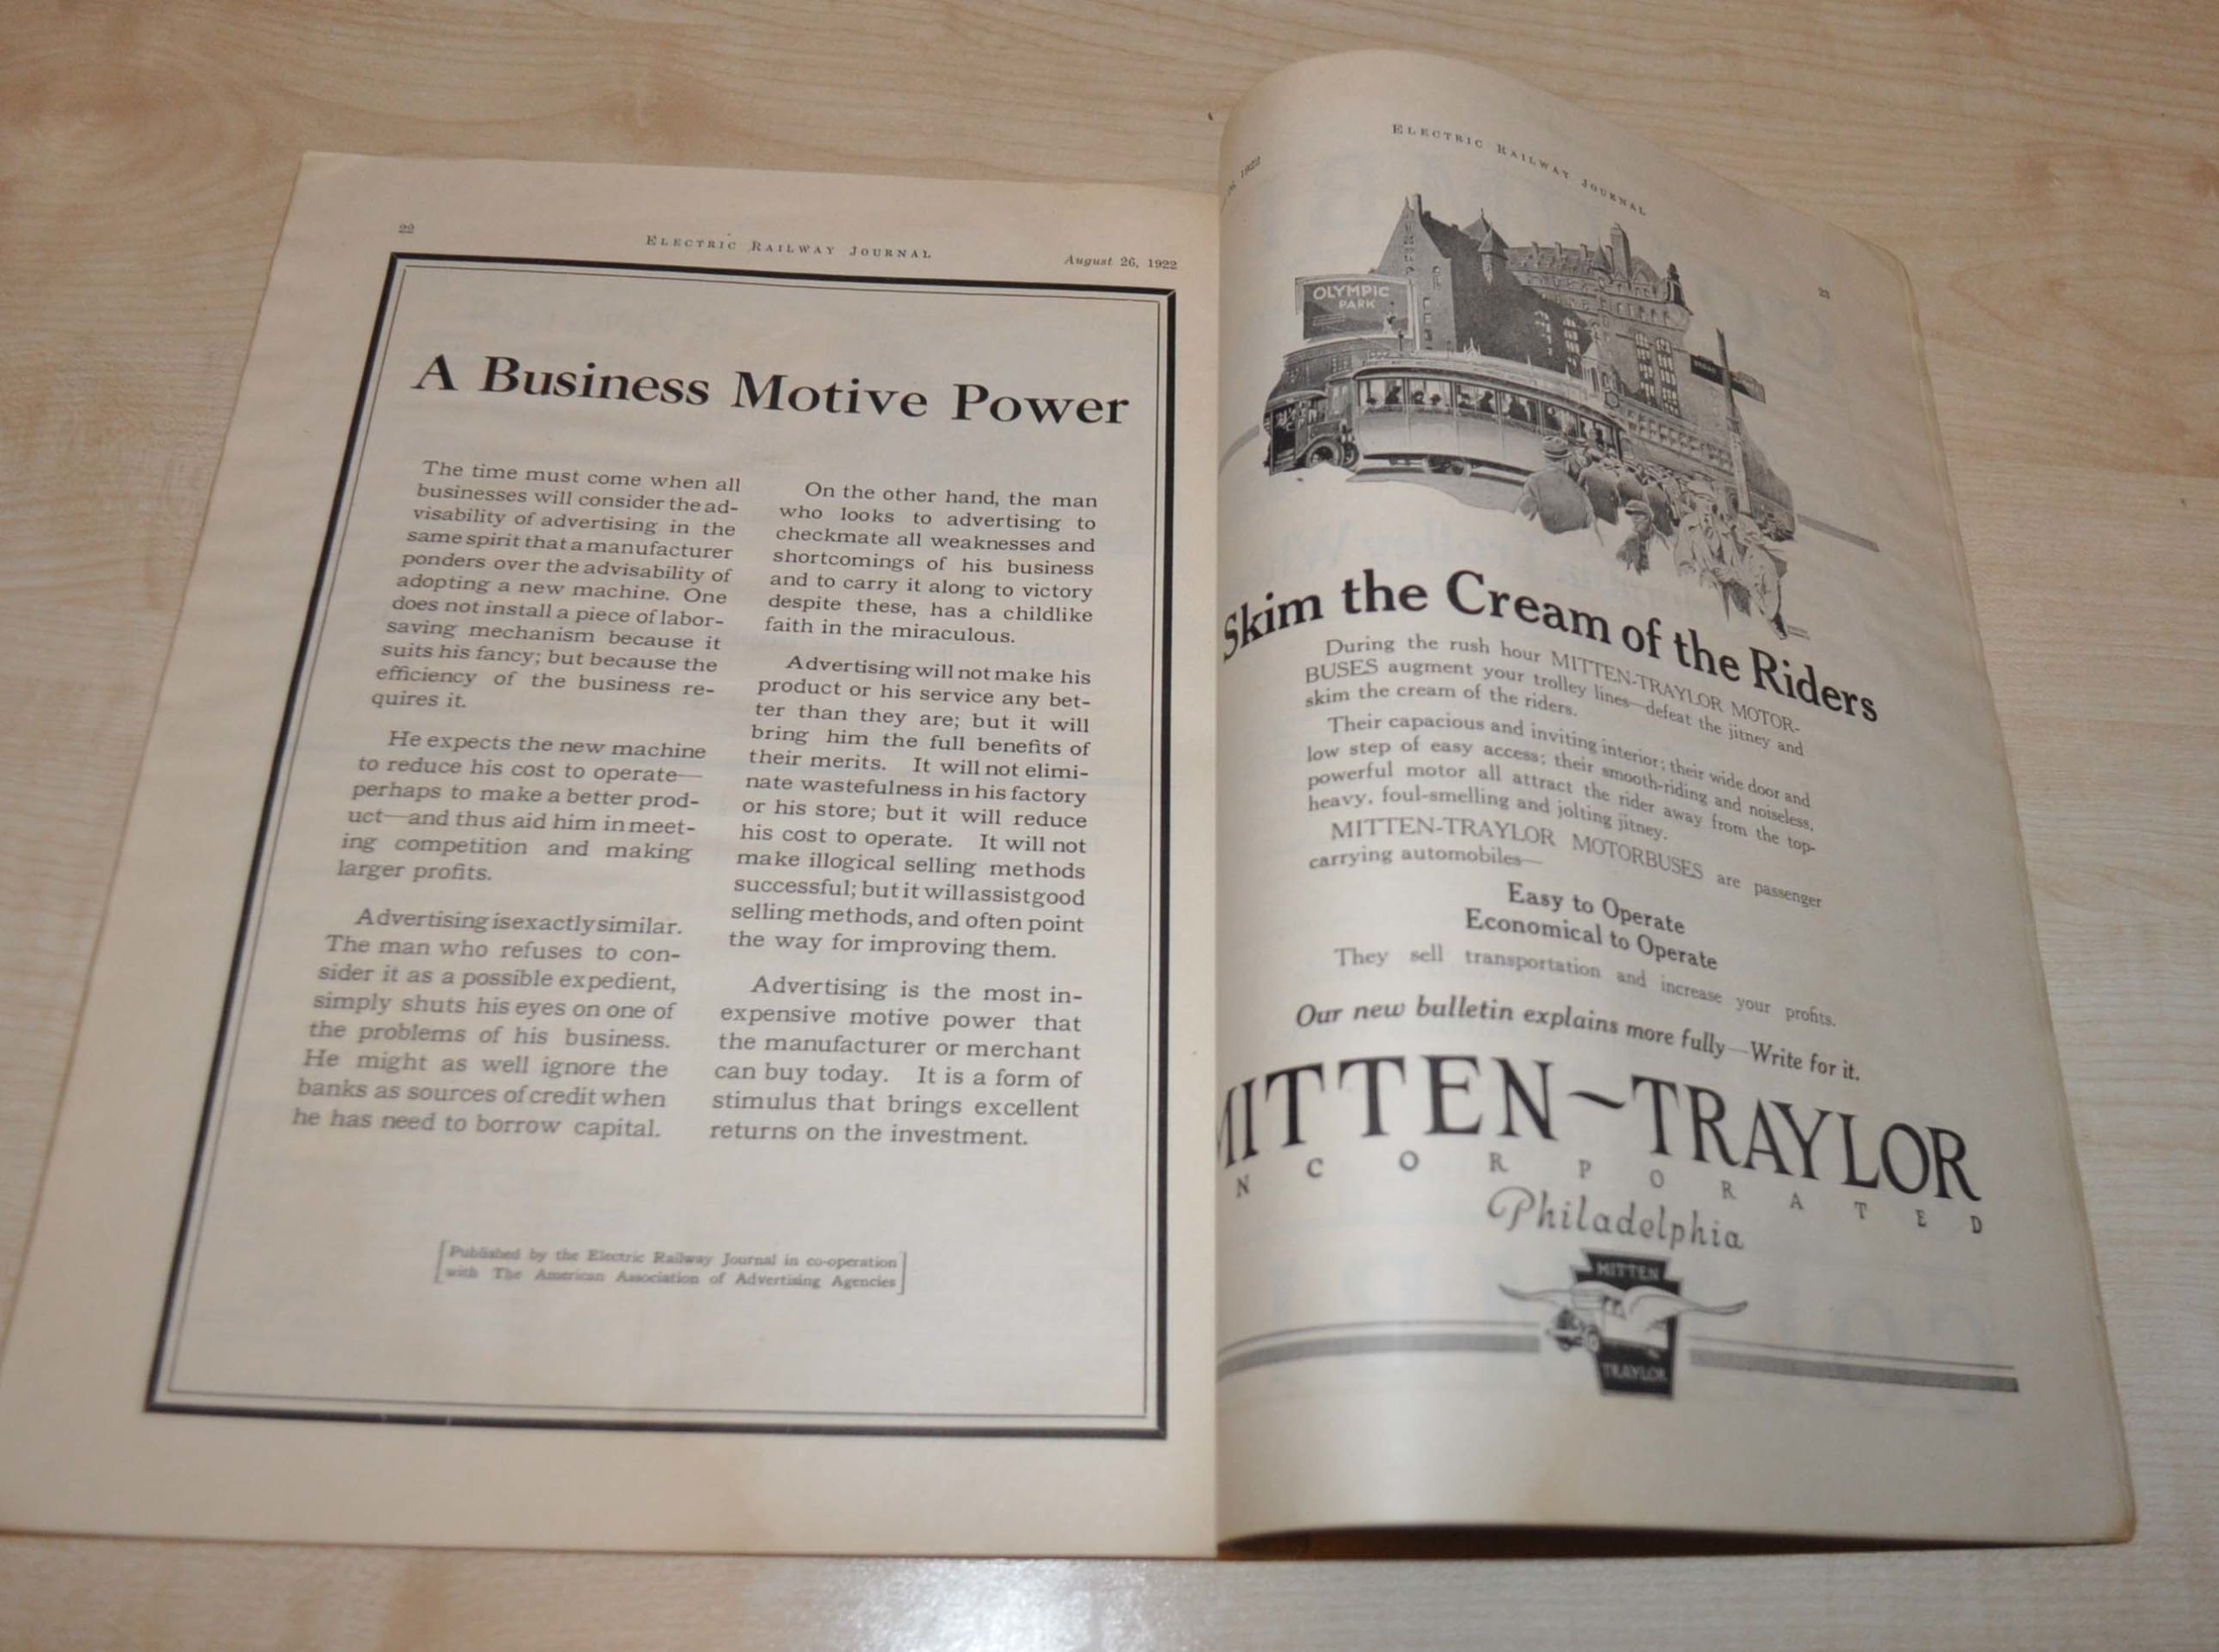 22
ELECTRIC RAILWAY JOURNAL
August 26, 1922
A Business Motive Power
The time must come when all
businesses will consider the ad-
visability of advertising in the
same spirit that a manufacturer
ponders over the advisability of
adopting a new machine. One
does not install a piece of labor-
saving mechanism because it
suits his fancy; but because the
efficiency of the business re-
quires it.
He expects the new machine
to reduce his cost to operate—
perhaps to make a better prod-
uct—and thus aid him in meet-
ing competition and making
larger profits.
Advertising is exactly similar.
The man who refuses to con-
sider it as a possible expedient,
simply shuts his eyes on one of
the problems of his business.
He might as well ignore the
banks as sources of credit when
he has need to borrow capital.
On the other hand, the man
who looks to advertising to
checkmate all weaknesses and
shortcomings of his business
and to carry it along to victory
despite these, has a childlike
faith in the miraculous.
Advertising will not make his
product or his service any bet-
ter than they are; but it will
bring him the full benefits of
their merits. It will not elimi-
nate wastefulness in his factory
or his store; but it will reduce
his cost to operate. It will not
make illogical selling methods
successful; but it will assist good
selling methods, and often point
the way for improving them.
Advertising is the most in-
expensive motive power that
the manufacturer or merchant
can buy today. It is a form of
stimulus that brings excellent
returns on the investment.
[Published by the Electric Railway Journal in co-operation
with The American Association of Advertising Agencies]
26, 1922
ELECTRIC RAILWAY JOURNAL
23
OLYMPIC
PARK
Skim the Cream of the Riders
During the rush hour MITTEN-TRAYLOR MOTOR-
BUSES augment your trolley lines—defeat the jitney and
skim the cream of the riders.
Their capacious and inviting interior; their wide door and
low step of easy access; their smooth-riding and noiseless,
powerful motor all attract the rider away from the top-
heavy, foul-smelling and jolting jitney.
MITTEN-TRAYLOR MOTORBUSES are passenger
carrying automobiles—
Easy to Operate
Economical to Operate
They sell transportation and increase your profits.
Our new bulletin explains more fully—Write for it.
MITTEN~TRAYLOR
NCORPORATED
Philadelphia
MITTEN
TRAYLOR